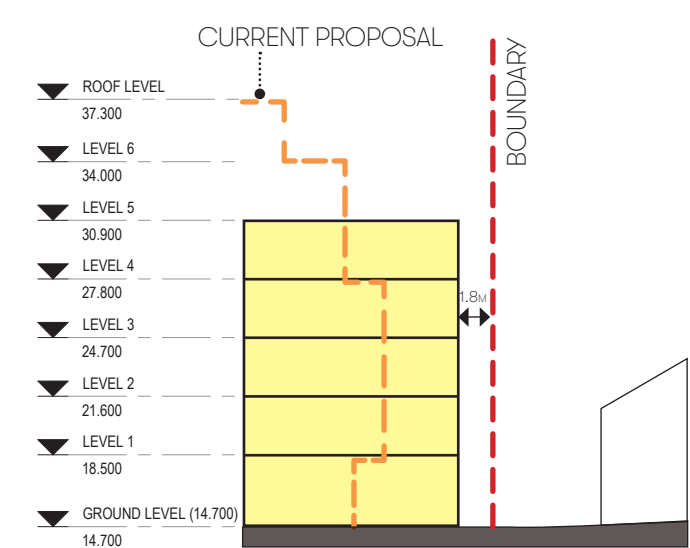 CURRENT PROPOSAL
BOUNDARY
ROOF LEVEL
37.300
LEVEL 6
34.000
LEVEL 5
30.900
LEVEL 4
27.800
1.8M
LEVEL 3
24.700
LEVEL 2
21.600
LEVEL 1
18.500
GROUND LEVEL (14.700)
14.700